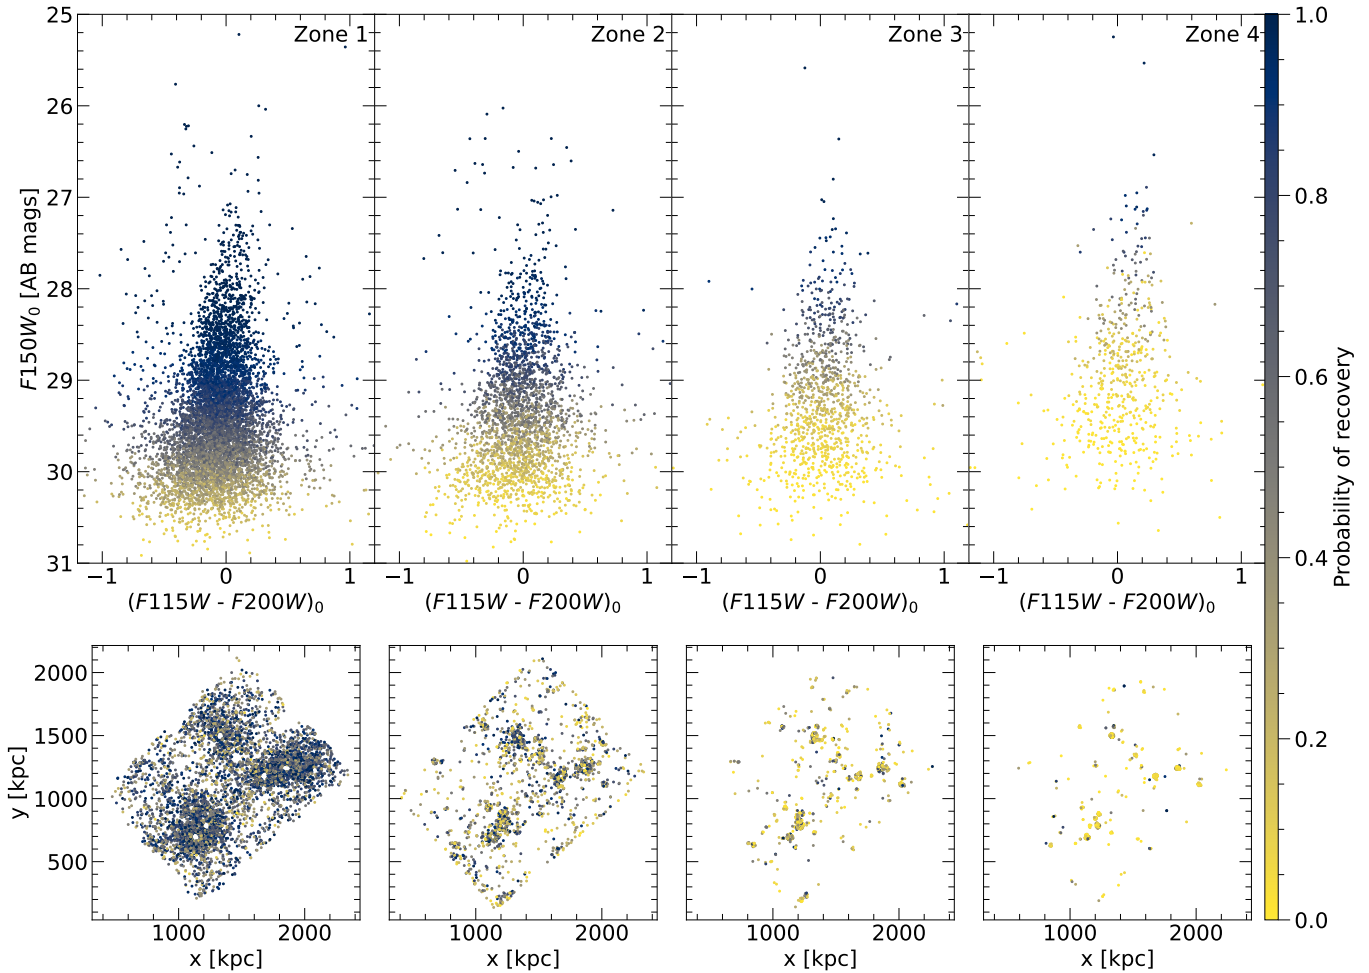 Zone 1
Zone 2
Zone 3
Zone 4
25
26
27
28
29
30
31
F150W₀ [AB mags]
−1 0 1
−1 0 1
−1 0 1
−1 0 1
(F115W - F200W)₀
(F115W - F200W)₀
(F115W - F200W)₀
(F115W - F200W)₀
1.0
0.8
0.6
0.4
0.2
0.0
Probability of recovery
2000
1500
1000
500
y [kpc]
1000 2000
1000 2000
1000 2000
1000 2000
x [kpc]
x [kpc]
x [kpc]
x [kpc]